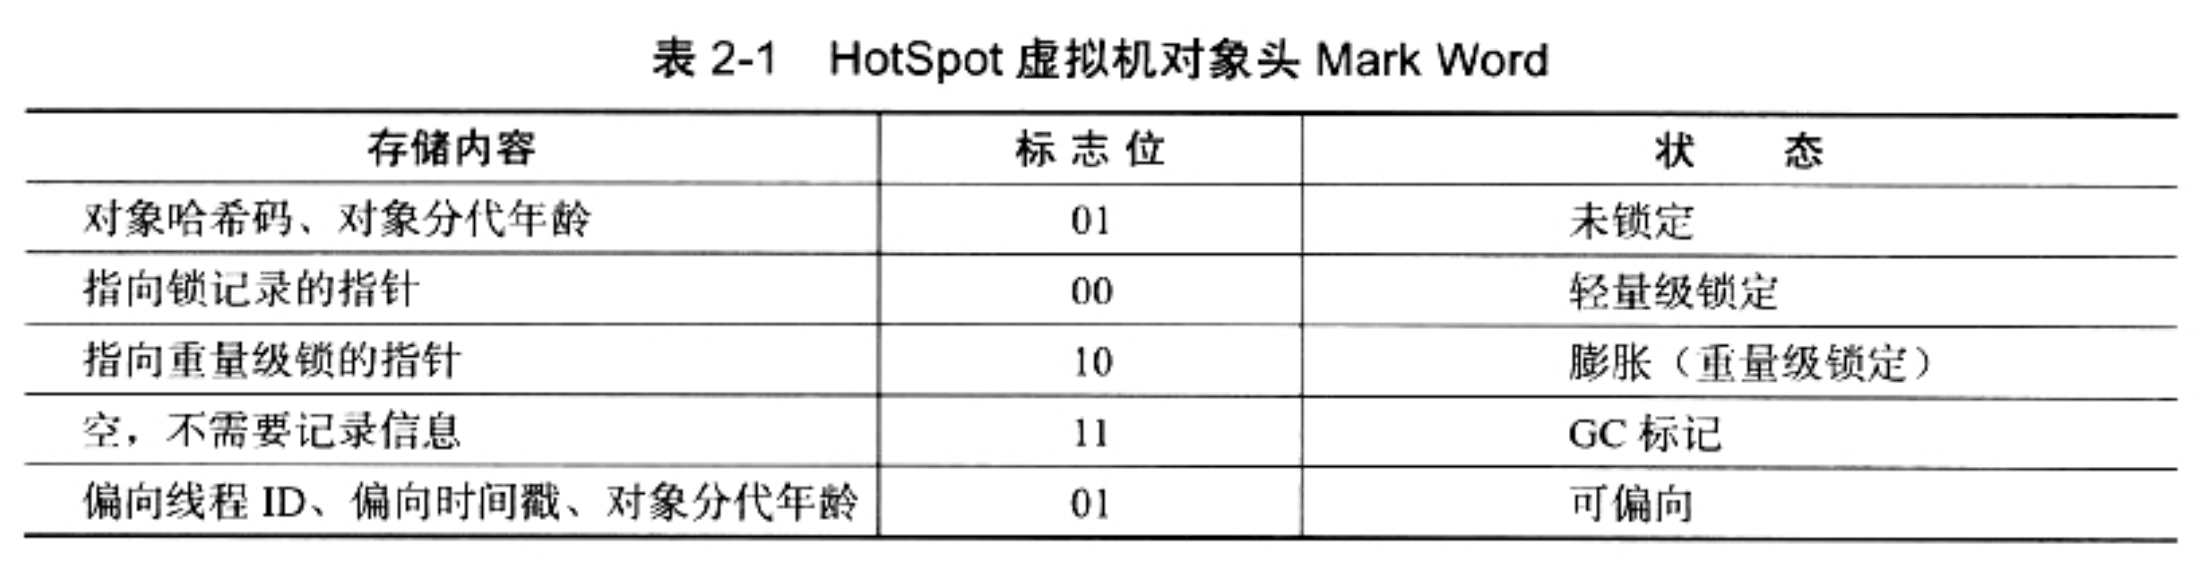 表 2-1 HotSpot 虚拟机对象头 Mark Word
存储内容 标志位 状态
对象哈希码、对象分代年龄 01 未锁定
指向锁记录的指针 00 轻量级锁定
指向重量级锁的指针 10 膨胀（重量级锁定）
空，不需要记录信息 11 GC 标记
偏向线程 ID、偏向时间戳、对象分代年龄 01 可偏向